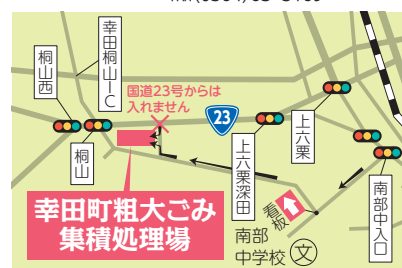 幸田桐山IC
桐山西
国道23号からは
入れません
23
桐山
上六栗深田
上六栗
南部中入口
看板
幸田町粗大ごみ
集積処理場
南部
中学校
文